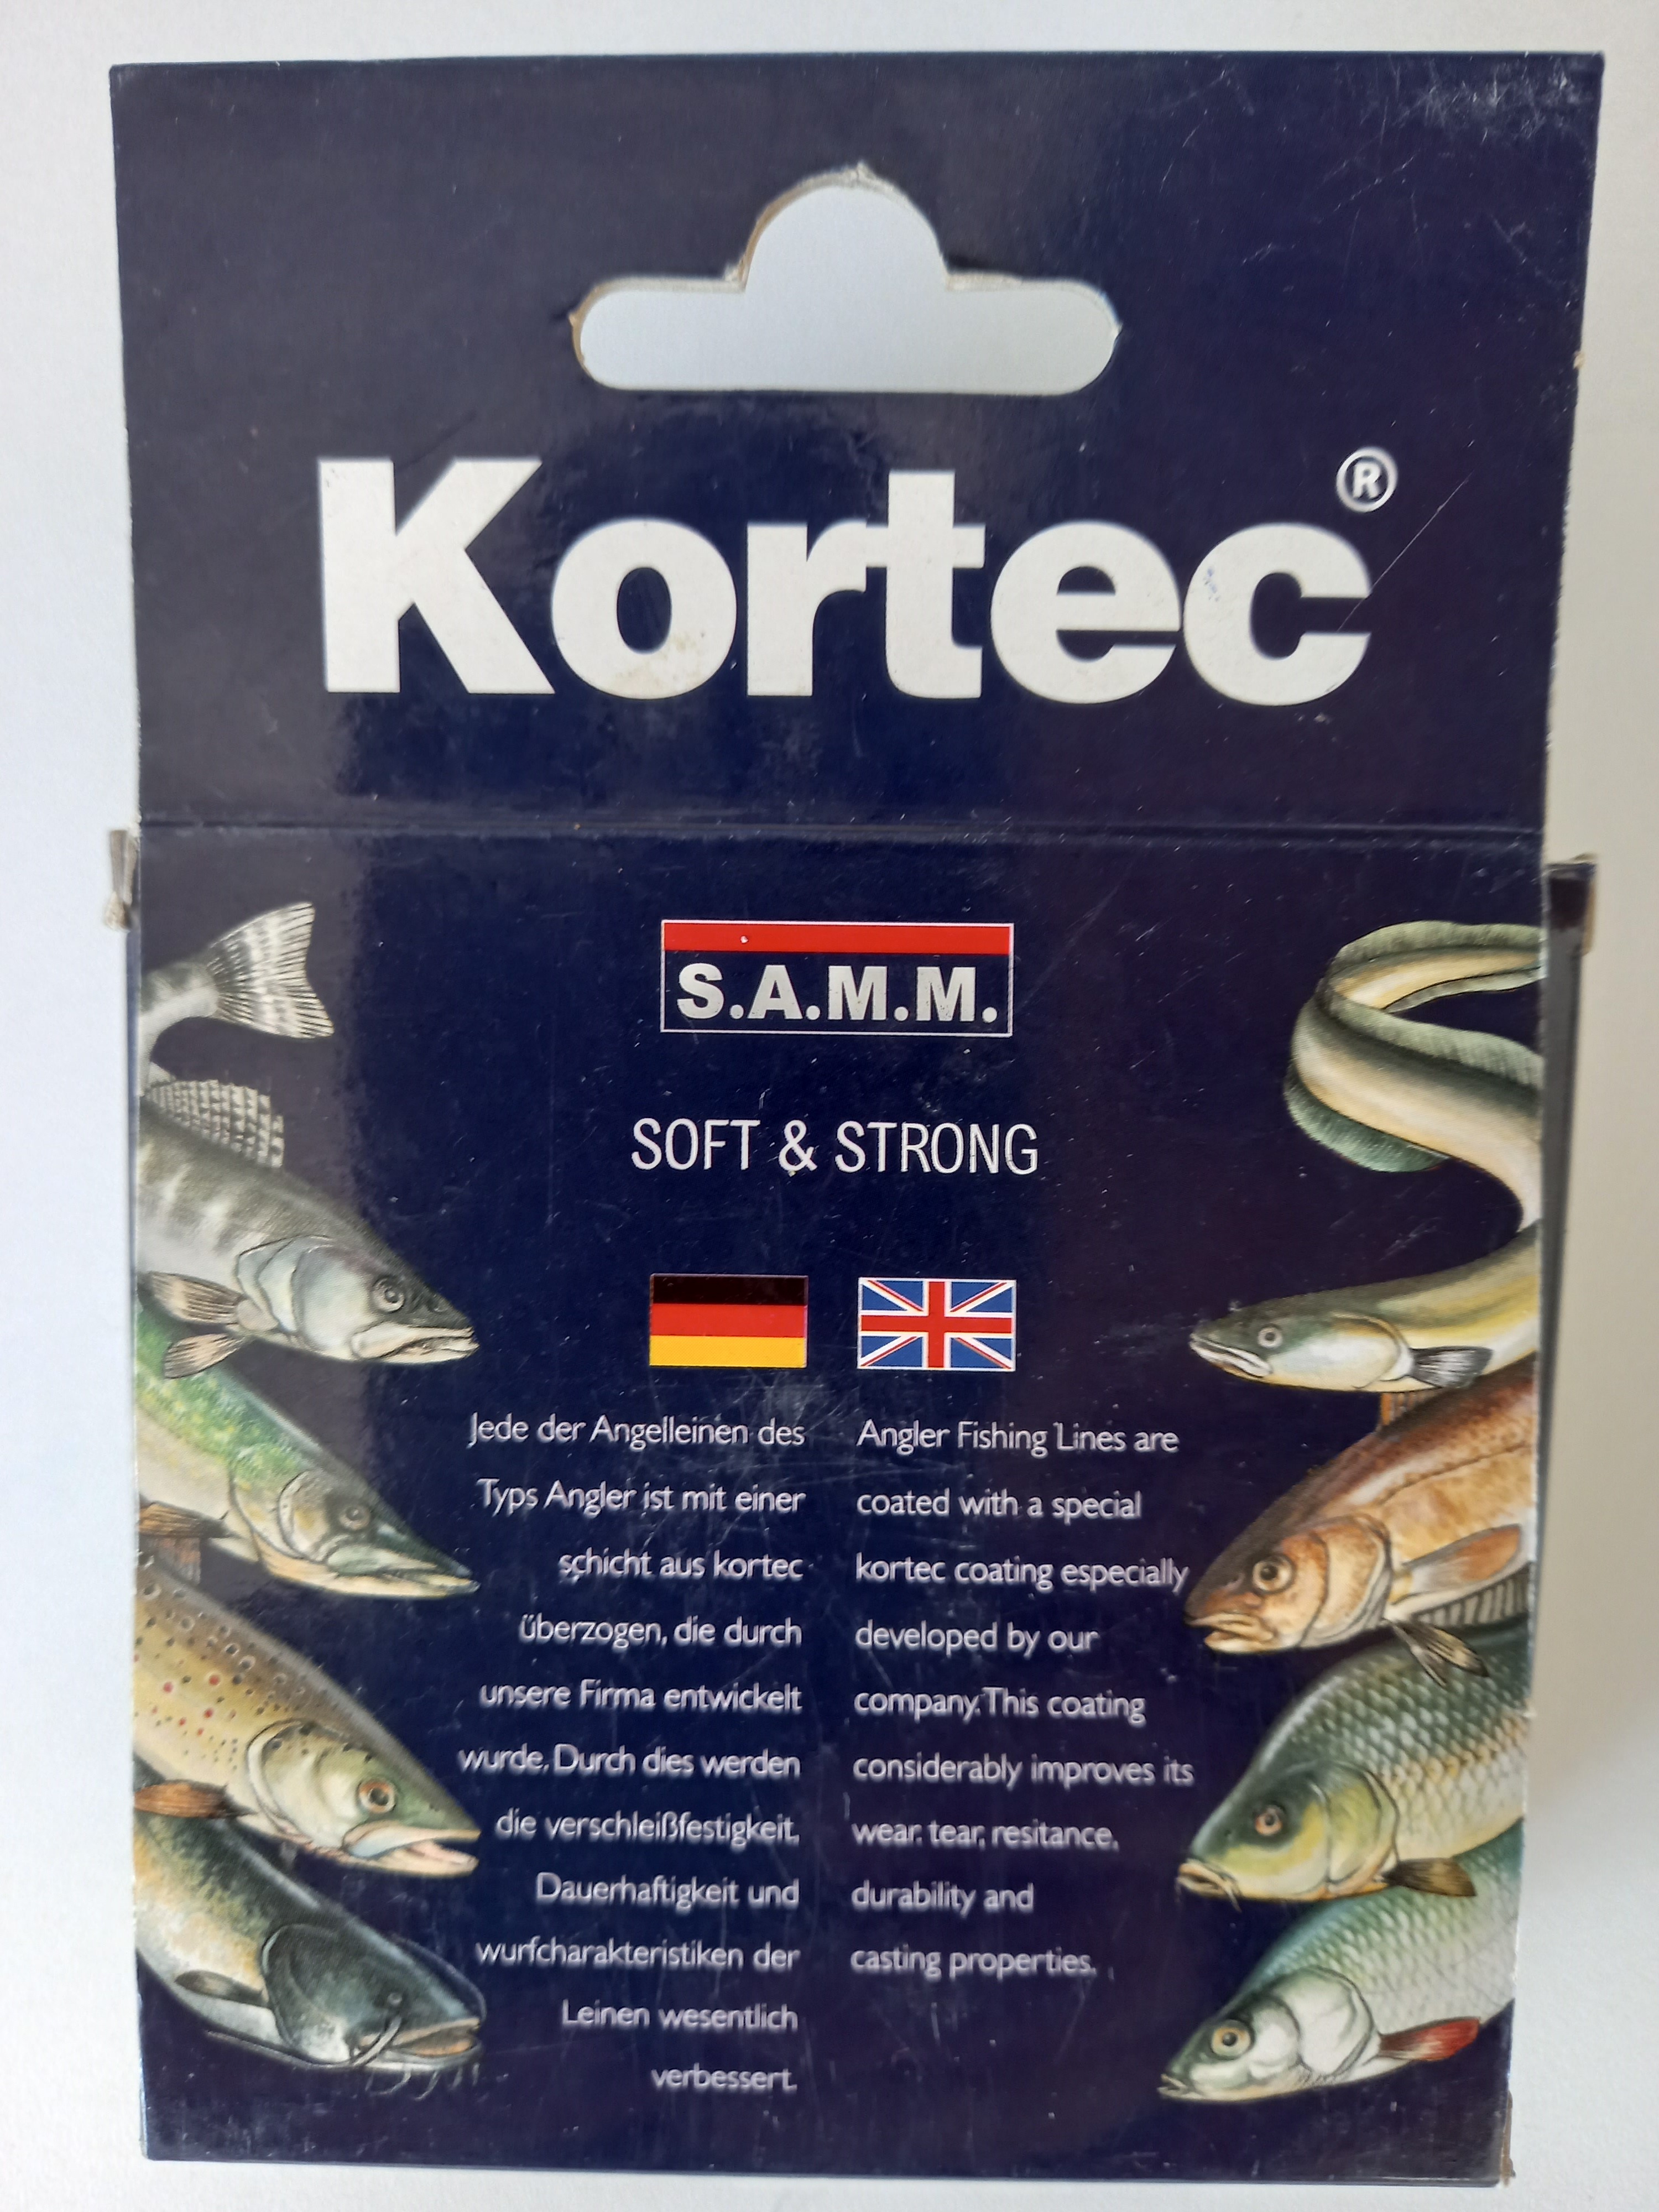 Kortec®
S.A.M.M.
SOFT & STRONG
Jede der Angelleinen des
Typs Angler ist mit einer
schicht aus kortec
überzogen, die durch
unsere Firma entwickelt
wurde. Durch dies werden
die verschleißfestigkeit,
Dauerhaftigkeit und
wurfcharakteristiken der
Leinen wesentlich
verbessert.
Angler Fishing Lines are
coated with a special
kortec coating especially
developed by our
company. This coating
considerably improves its
wear. tear, resitance,
durability and
casting properties.